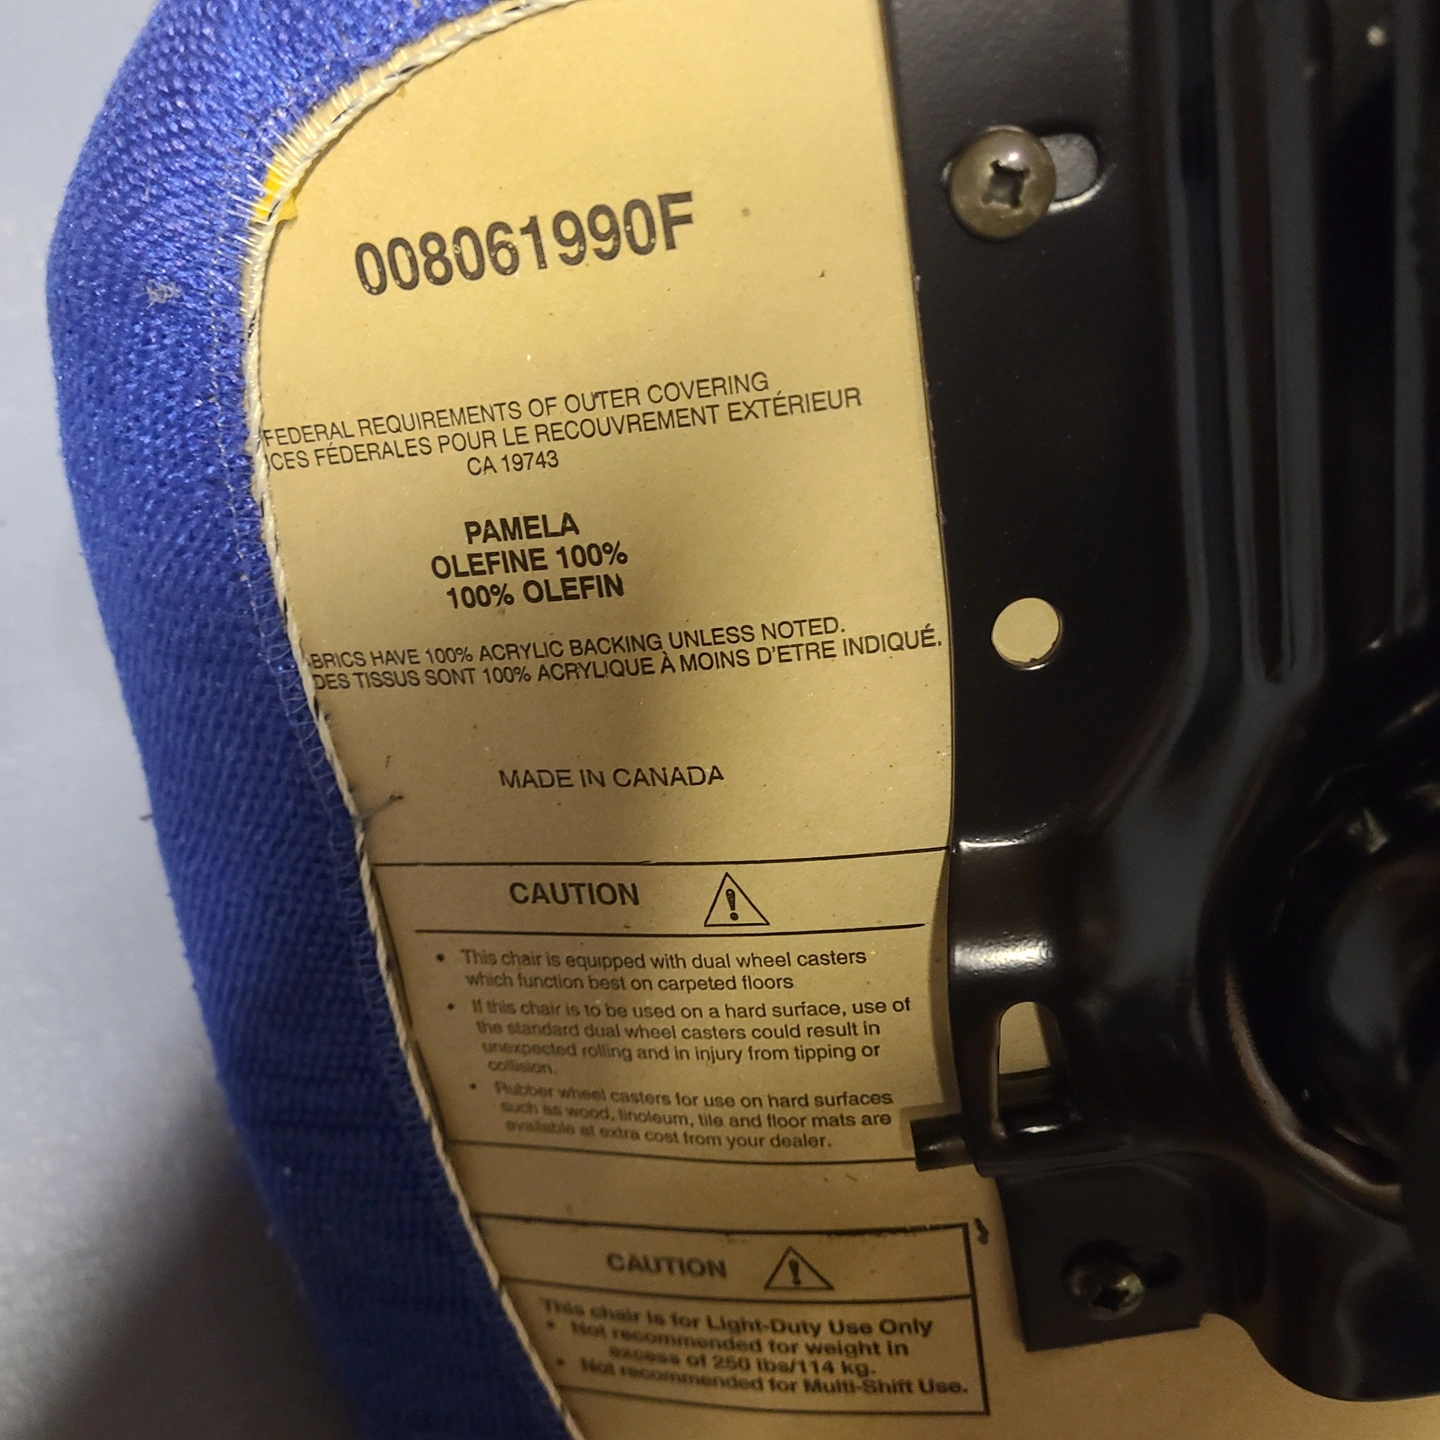 008061990F
FEDERAL REQUIREMENTS OF OUTER COVERING
CES FÉDERALES POUR LE RECOUVREMENT EXTÉRIEUR
CA 19743
PAMELA
OLEFINE 100%
100% OLEFIN
BRICS HAVE 100% ACRYLIC BACKING UNLESS NOTED.
DES TISSUS SONT 100% ACRYLIQUE À MOINS D'ETRE INDIQUÉ.
MADE IN CANADA
CAUTION
• This chair is equipped with dual wheel casters
which function best on carpeted floors
• If this chair is to be used on a hard surface, use of
the standard dual wheel casters could result in
unexpected rolling and in injury from tipping or
collision.
• Rubber wheel casters for use on hard surfaces
such as wood, linoleum, tile and floor mats are
available at extra cost from your dealer.
CAUTION
This chair is for Light-Duty Use Only
• Not recommended for weight in
excess of 250 lbs/114 kg.
• Not recommended for Multi-Shift Use.